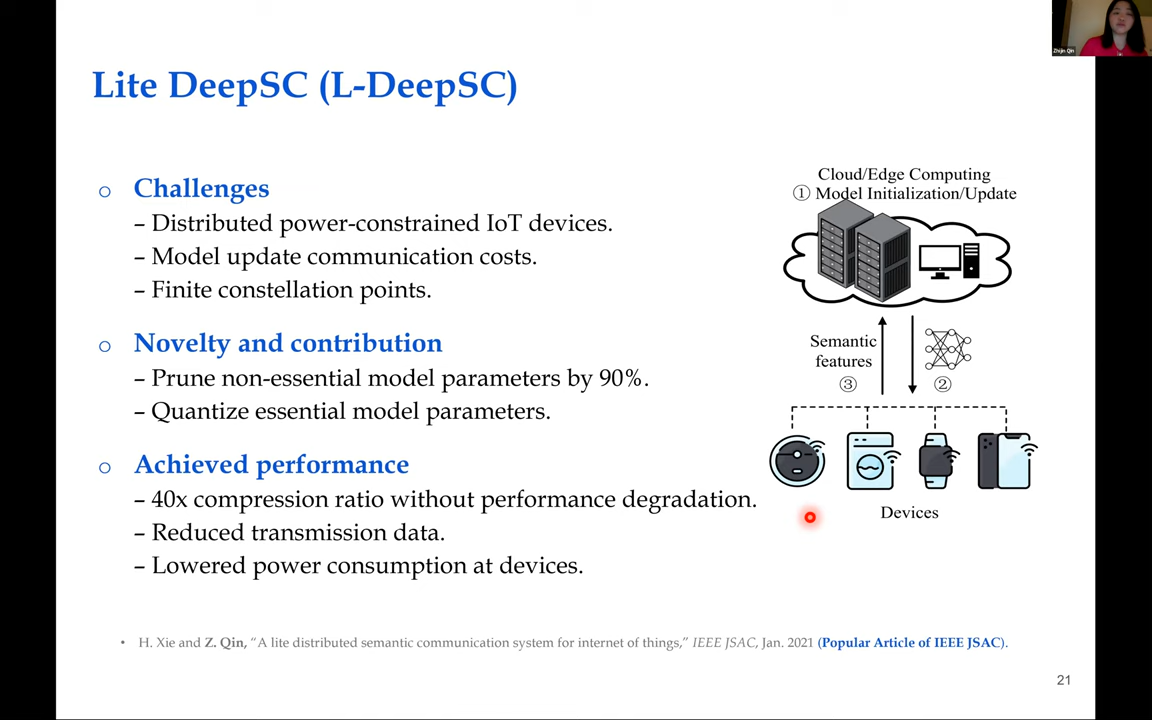 Zhijin Qin
Lite DeepSC (L-DeepSC)
o Challenges
– Distributed power-constrained IoT devices.
– Model update communication costs.
– Finite constellation points.
o Novelty and contribution
– Prune non-essential model parameters by 90%.
– Quantize essential model parameters.
o Achieved performance
– 40x compression ratio without performance degradation.
– Reduced transmission data.
– Lowered power consumption at devices.
Cloud/Edge Computing
① Model Initialization/Update
Semantic
features
③ ②
Devices
• H. Xie and Z. Qin, “A lite distributed semantic communication system for internet of things,” IEEE JSAC, Jan. 2021 (Popular Article of IEEE JSAC).
21